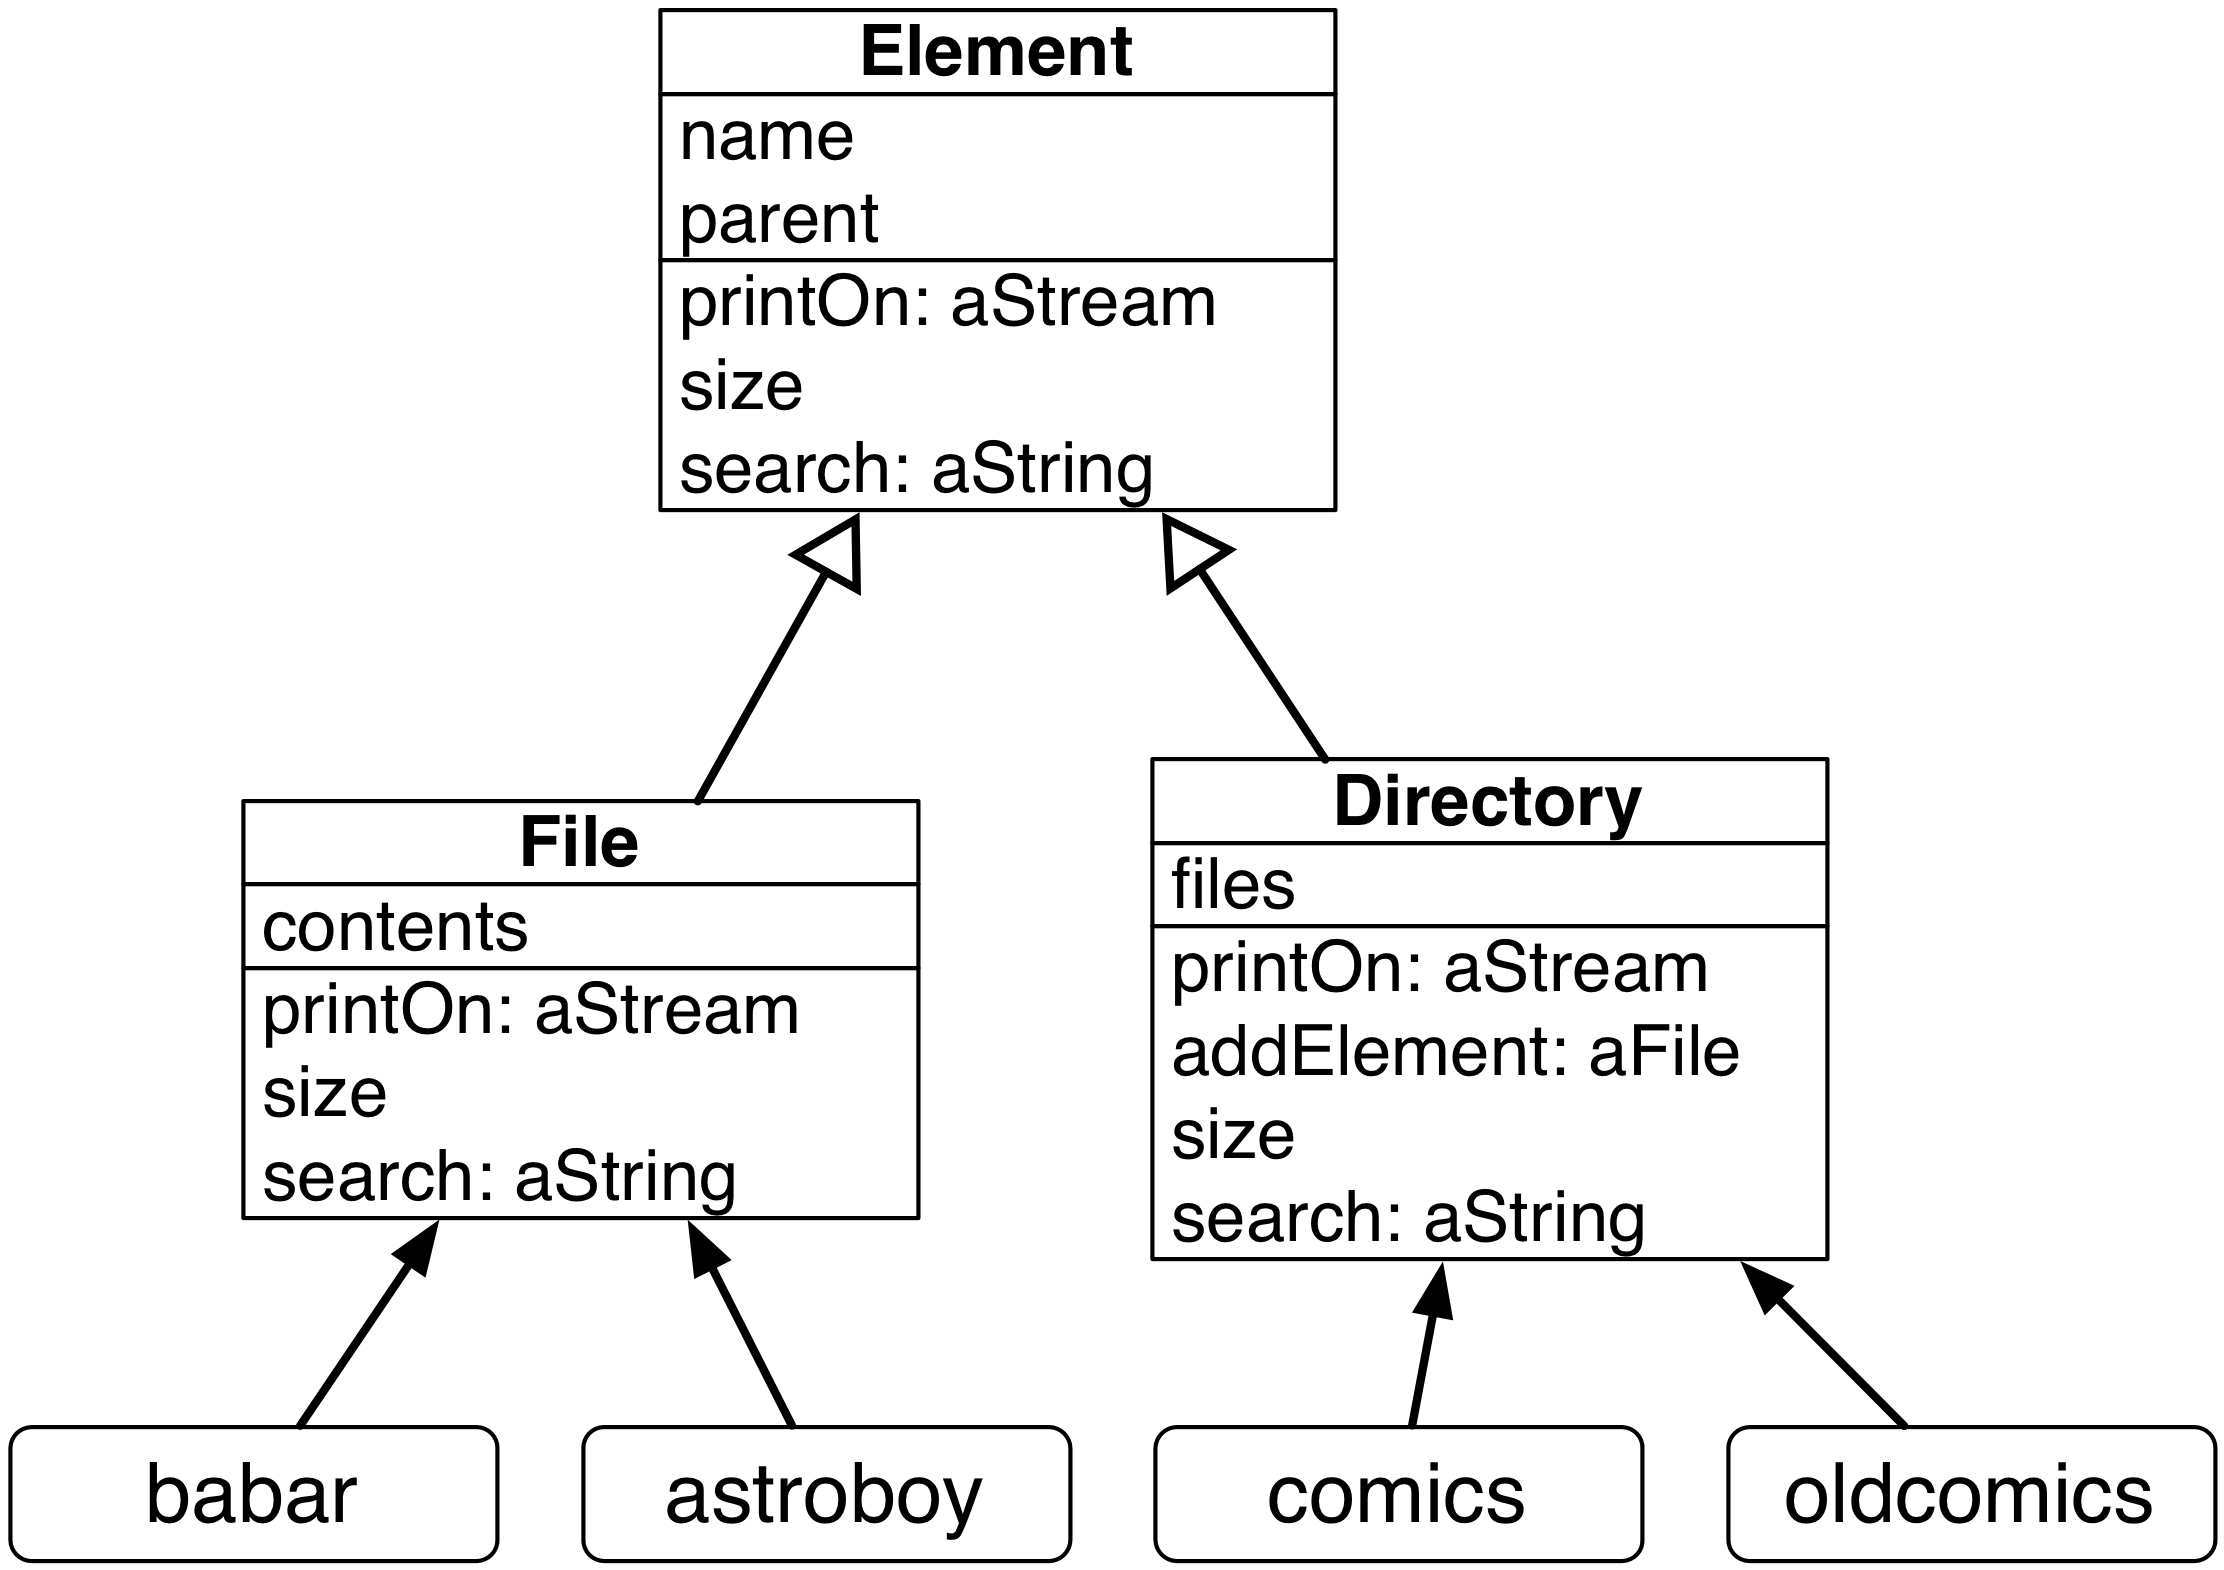 Element
name
parent
printOn: aStream
size
search: aString
File
contents
printOn: aStream
size
search: aString
Directory
files
printOn: aStream
addElement: aFile
size
search: aString
babar
astroboy
comics
oldcomics